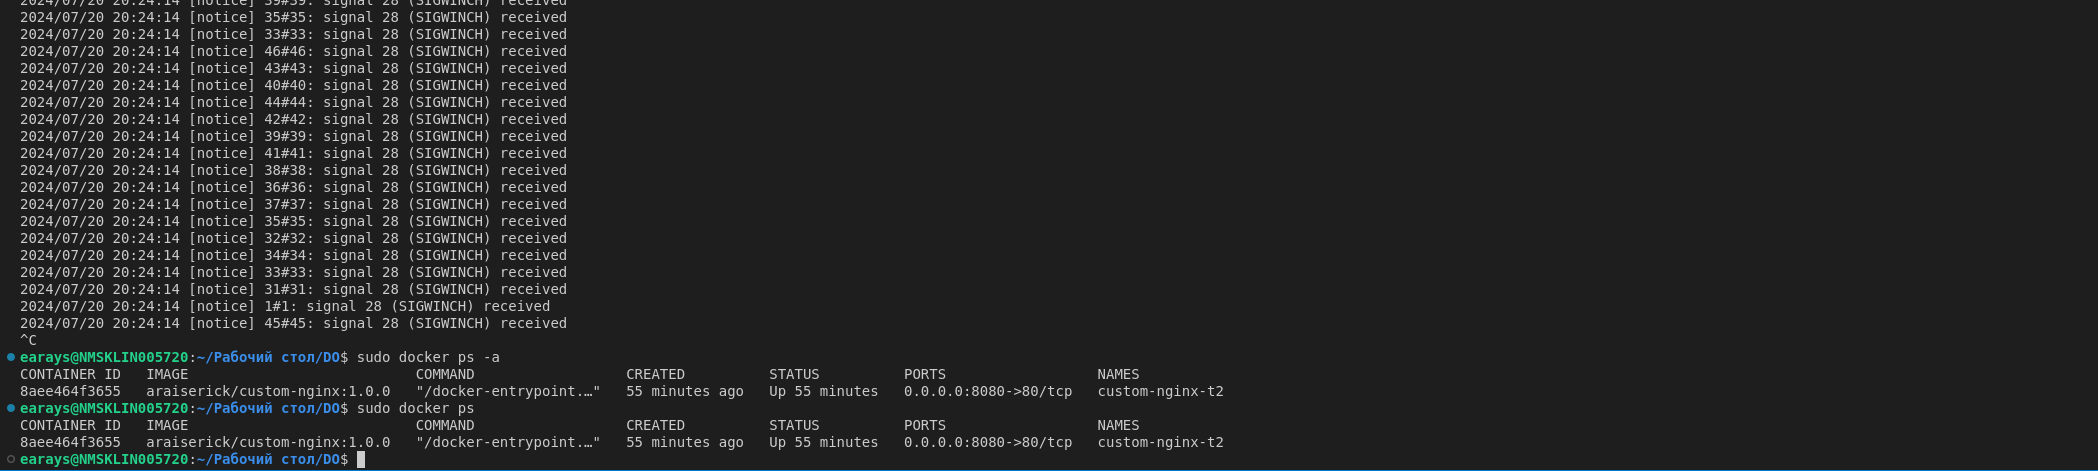 2024/07/20 20:24:14 [notice] 39#39: signal 28 (SIGWINCH) received
2024/07/20 20:24:14 [notice] 35#35: signal 28 (SIGWINCH) received
2024/07/20 20:24:14 [notice] 33#33: signal 28 (SIGWINCH) received
2024/07/20 20:24:14 [notice] 46#46: signal 28 (SIGWINCH) received
2024/07/20 20:24:14 [notice] 43#43: signal 28 (SIGWINCH) received
2024/07/20 20:24:14 [notice] 40#40: signal 28 (SIGWINCH) received
2024/07/20 20:24:14 [notice] 44#44: signal 28 (SIGWINCH) received
2024/07/20 20:24:14 [notice] 42#42: signal 28 (SIGWINCH) received
2024/07/20 20:24:14 [notice] 39#39: signal 28 (SIGWINCH) received
2024/07/20 20:24:14 [notice] 41#41: signal 28 (SIGWINCH) received
2024/07/20 20:24:14 [notice] 38#38: signal 28 (SIGWINCH) received
2024/07/20 20:24:14 [notice] 36#36: signal 28 (SIGWINCH) received
2024/07/20 20:24:14 [notice] 37#37: signal 28 (SIGWINCH) received
2024/07/20 20:24:14 [notice] 35#35: signal 28 (SIGWINCH) received
2024/07/20 20:24:14 [notice] 32#32: signal 28 (SIGWINCH) received
2024/07/20 20:24:14 [notice] 34#34: signal 28 (SIGWINCH) received
2024/07/20 20:24:14 [notice] 33#33: signal 28 (SIGWINCH) received
2024/07/20 20:24:14 [notice] 31#31: signal 28 (SIGWINCH) received
2024/07/20 20:24:14 [notice] 1#1: signal 28 (SIGWINCH) received
2024/07/20 20:24:14 [notice] 45#45: signal 28 (SIGWINCH) received
^C
earays@NMSKLIN005720:~/Рабочий стол/DO$ sudo docker ps -a
CONTAINER ID   IMAGE                           COMMAND                  CREATED          STATUS          PORTS                  NAMES
8aee464f3655   araiserick/custom-nginx:1.0.0   "/docker-entrypoint.…"   55 minutes ago   Up 55 minutes   0.0.0.0:8080->80/tcp   custom-nginx-t2
earays@NMSKLIN005720:~/Рабочий стол/DO$ sudo docker ps
CONTAINER ID   IMAGE                           COMMAND                  CREATED          STATUS          PORTS                  NAMES
8aee464f3655   araiserick/custom-nginx:1.0.0   "/docker-entrypoint.…"   55 minutes ago   Up 55 minutes   0.0.0.0:8080->80/tcp   custom-nginx-t2
earays@NMSKLIN005720:~/Рабочий стол/DO$